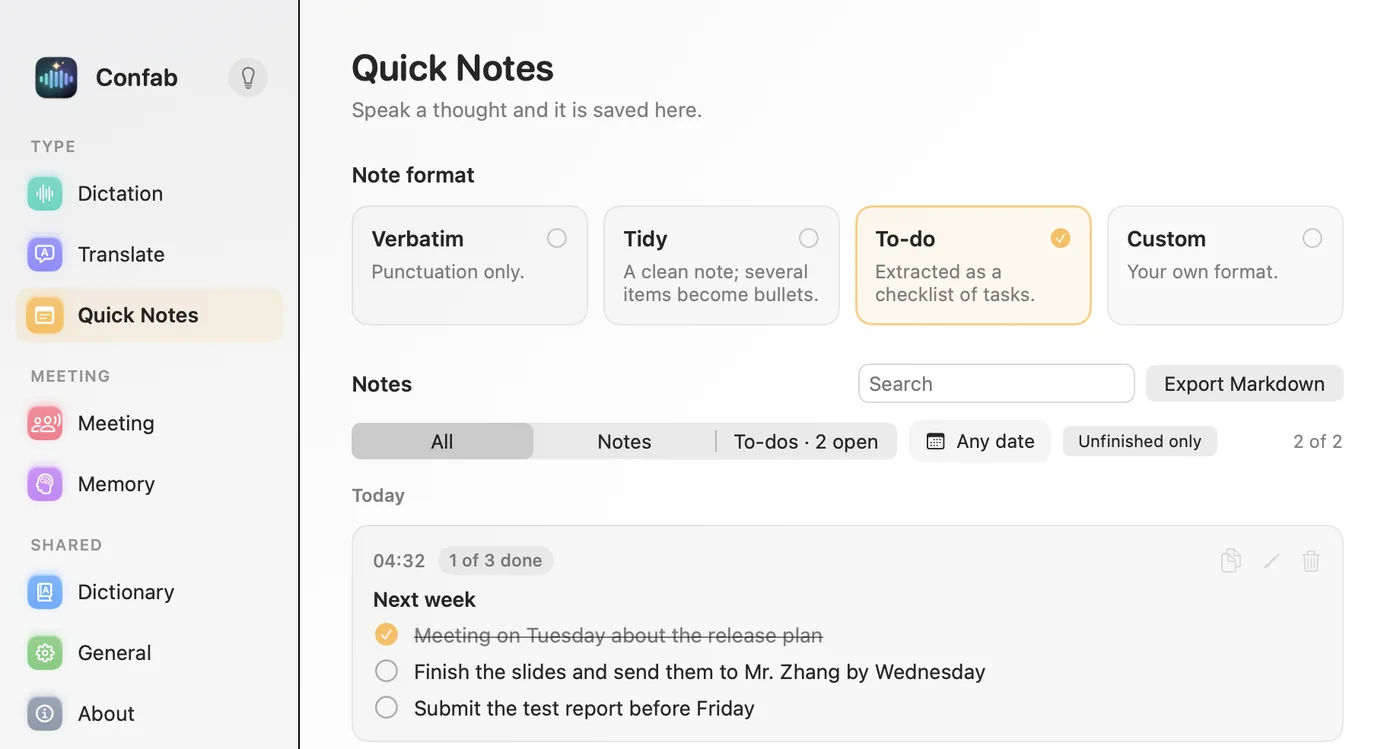 Confab
TYPE
Dictation
Translate
Quick Notes
MEETING
Meeting
Memory
SHARED
Dictionary
General
About
Quick Notes
Speak a thought and it is saved here.
Note format
Verbatim
Punctuation only.
Tidy
A clean note; several
items become bullets.
To-do
Extracted as a
checklist of tasks.
Custom
Your own format.
Notes
Search
Export Markdown
All
Notes
To-dos · 2 open
Any date
Unfinished only
2 of 2
Today
04:32
1 of 3 done
Next week
Meeting on Tuesday about the release plan
Finish the slides and send them to Mr. Zhang by Wednesday
Submit the test report before Friday